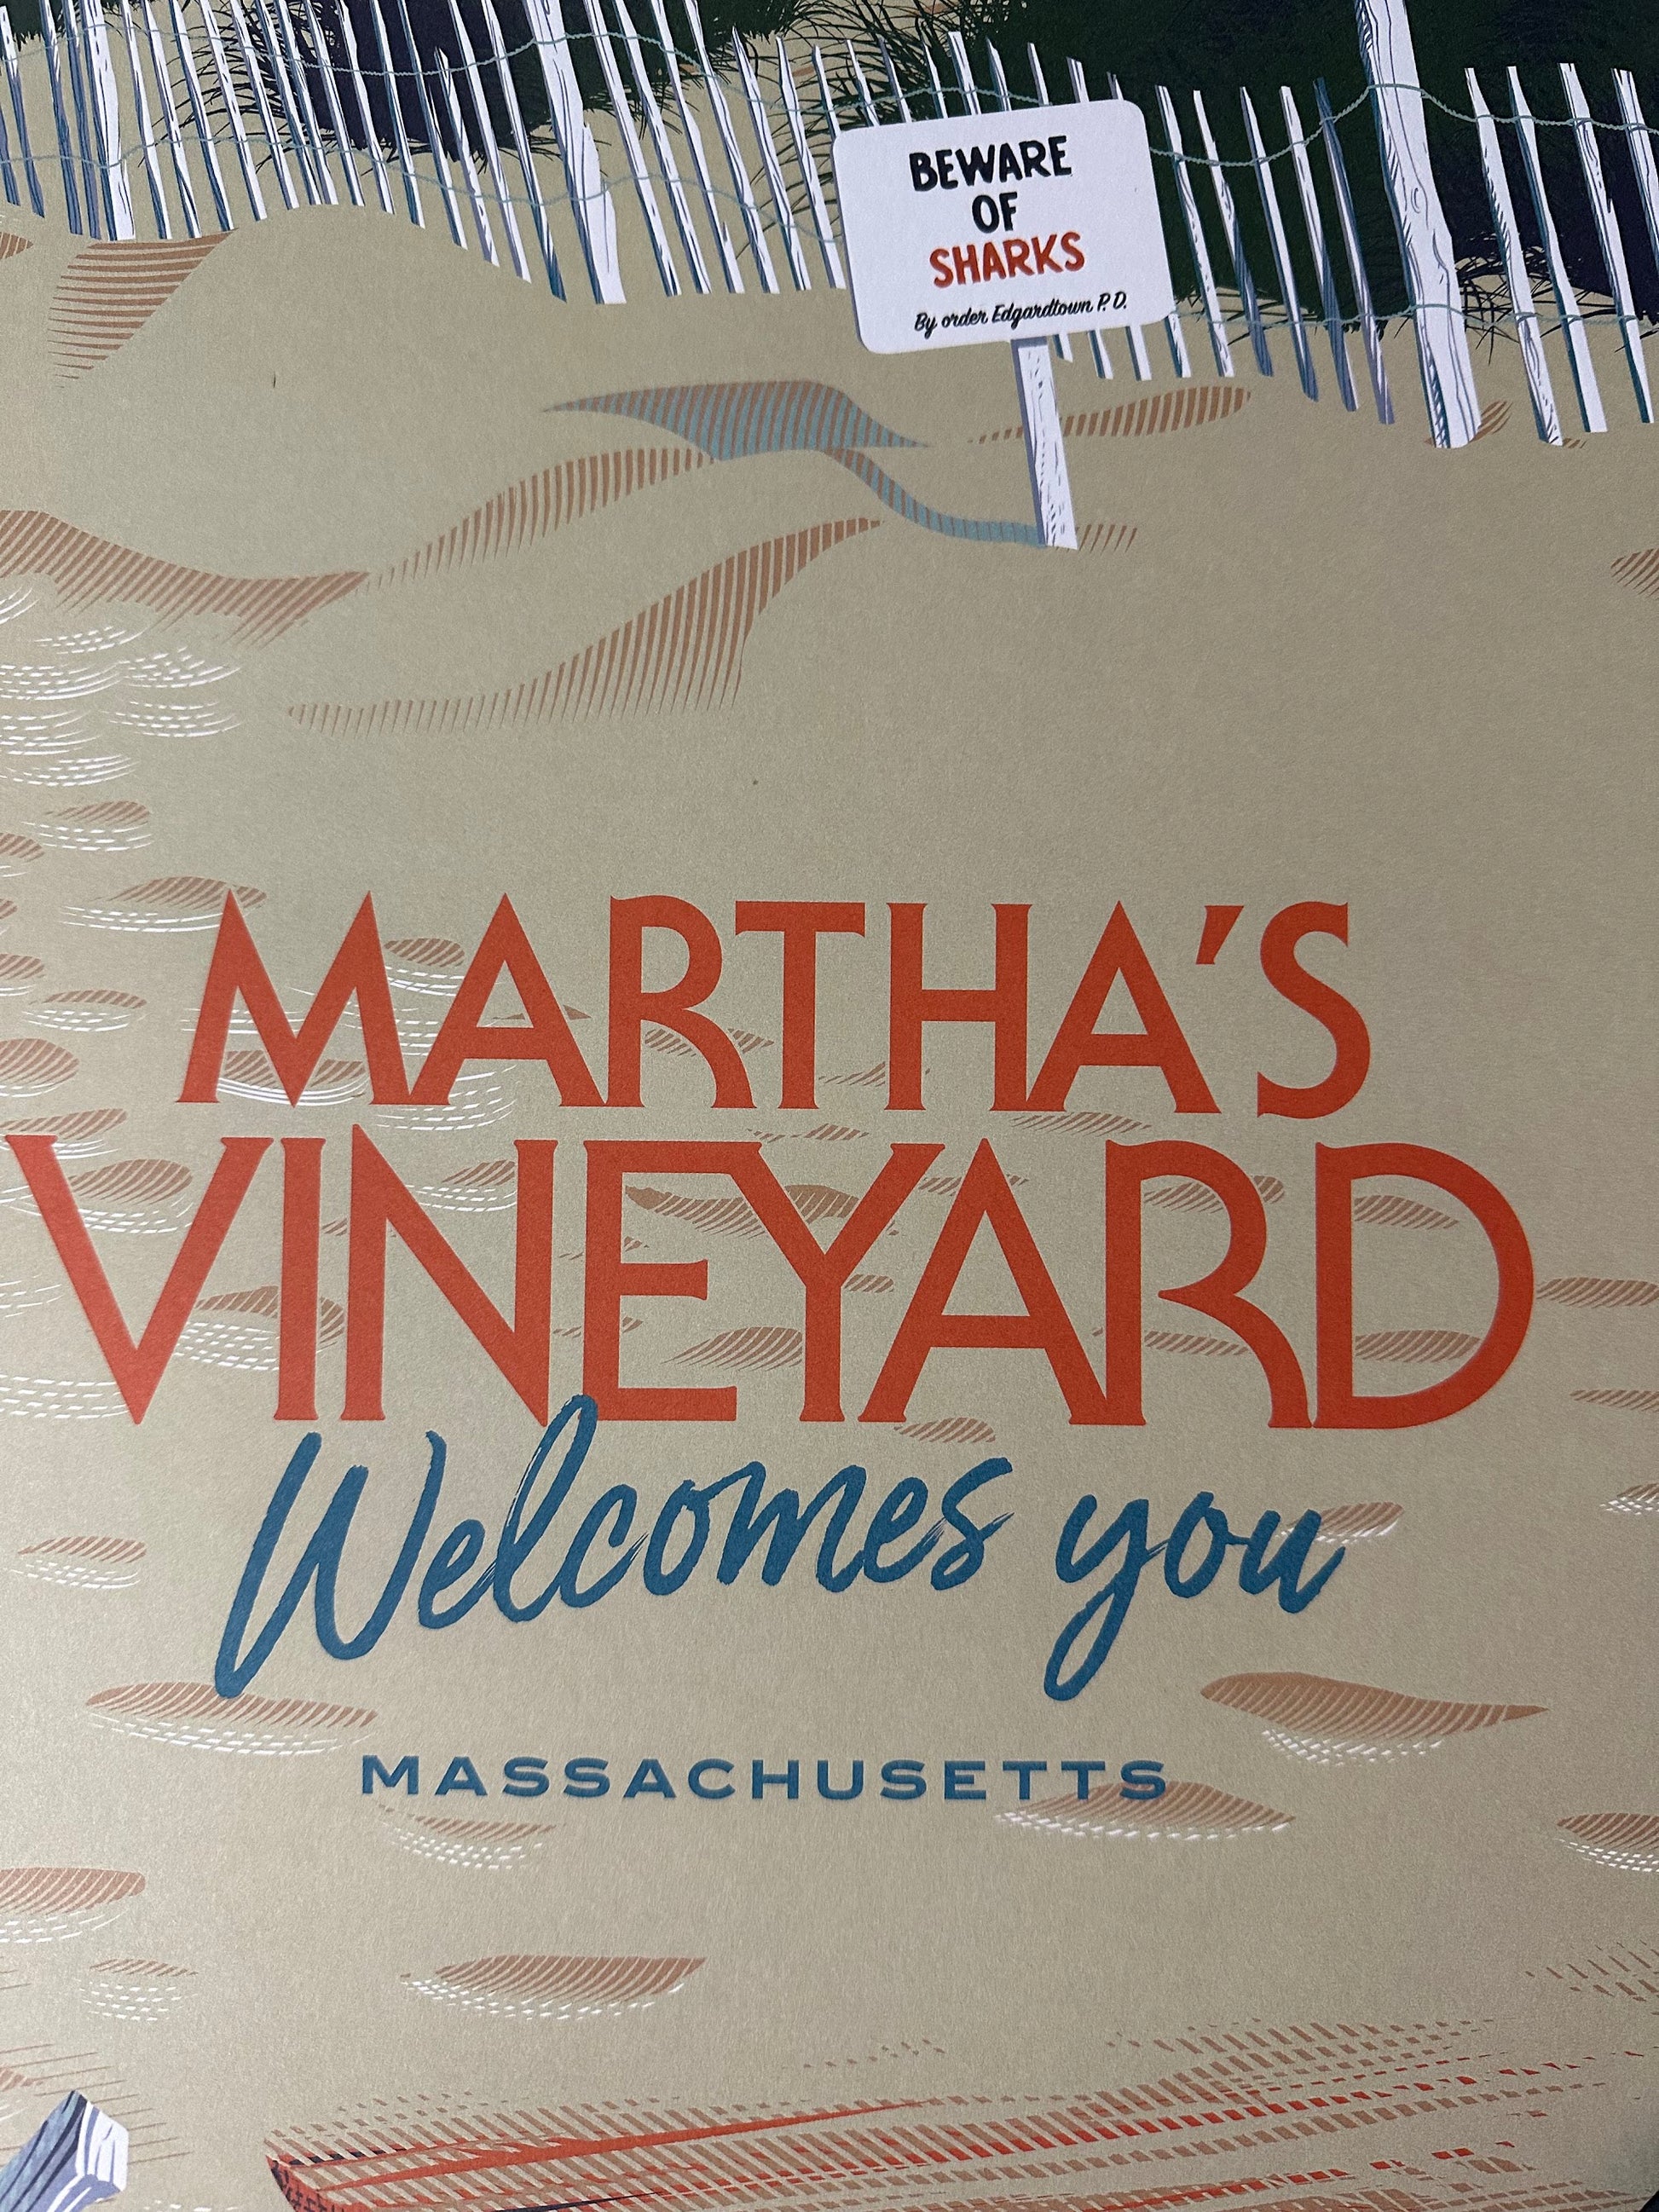 BEWARE
OF
SHARKS
By order Edgardtown P.D.
MARTHA'S
VINEYARD
Welcomes you
MASSACHUSETTS